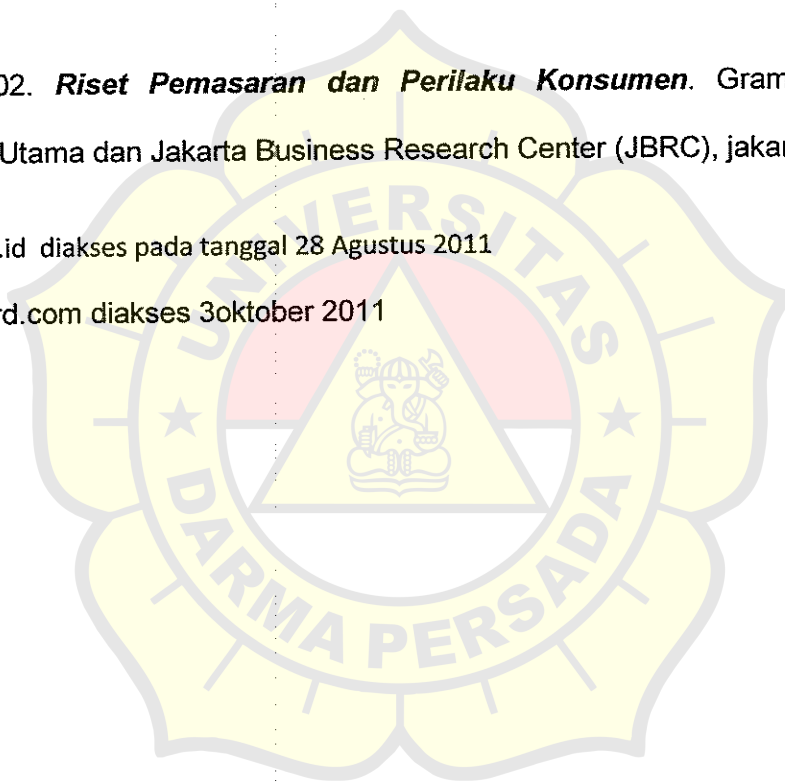 02. Riset Pemasaran dan Perilaku Konsumen. Gram
Utama dan Jakarta Business Research Center (JBRC), jakar
.id diakses pada tanggal 28 Agustus 2011
rd.com diakses 3oktober 2011
UNIVERSITAS
DARMA PERSADA